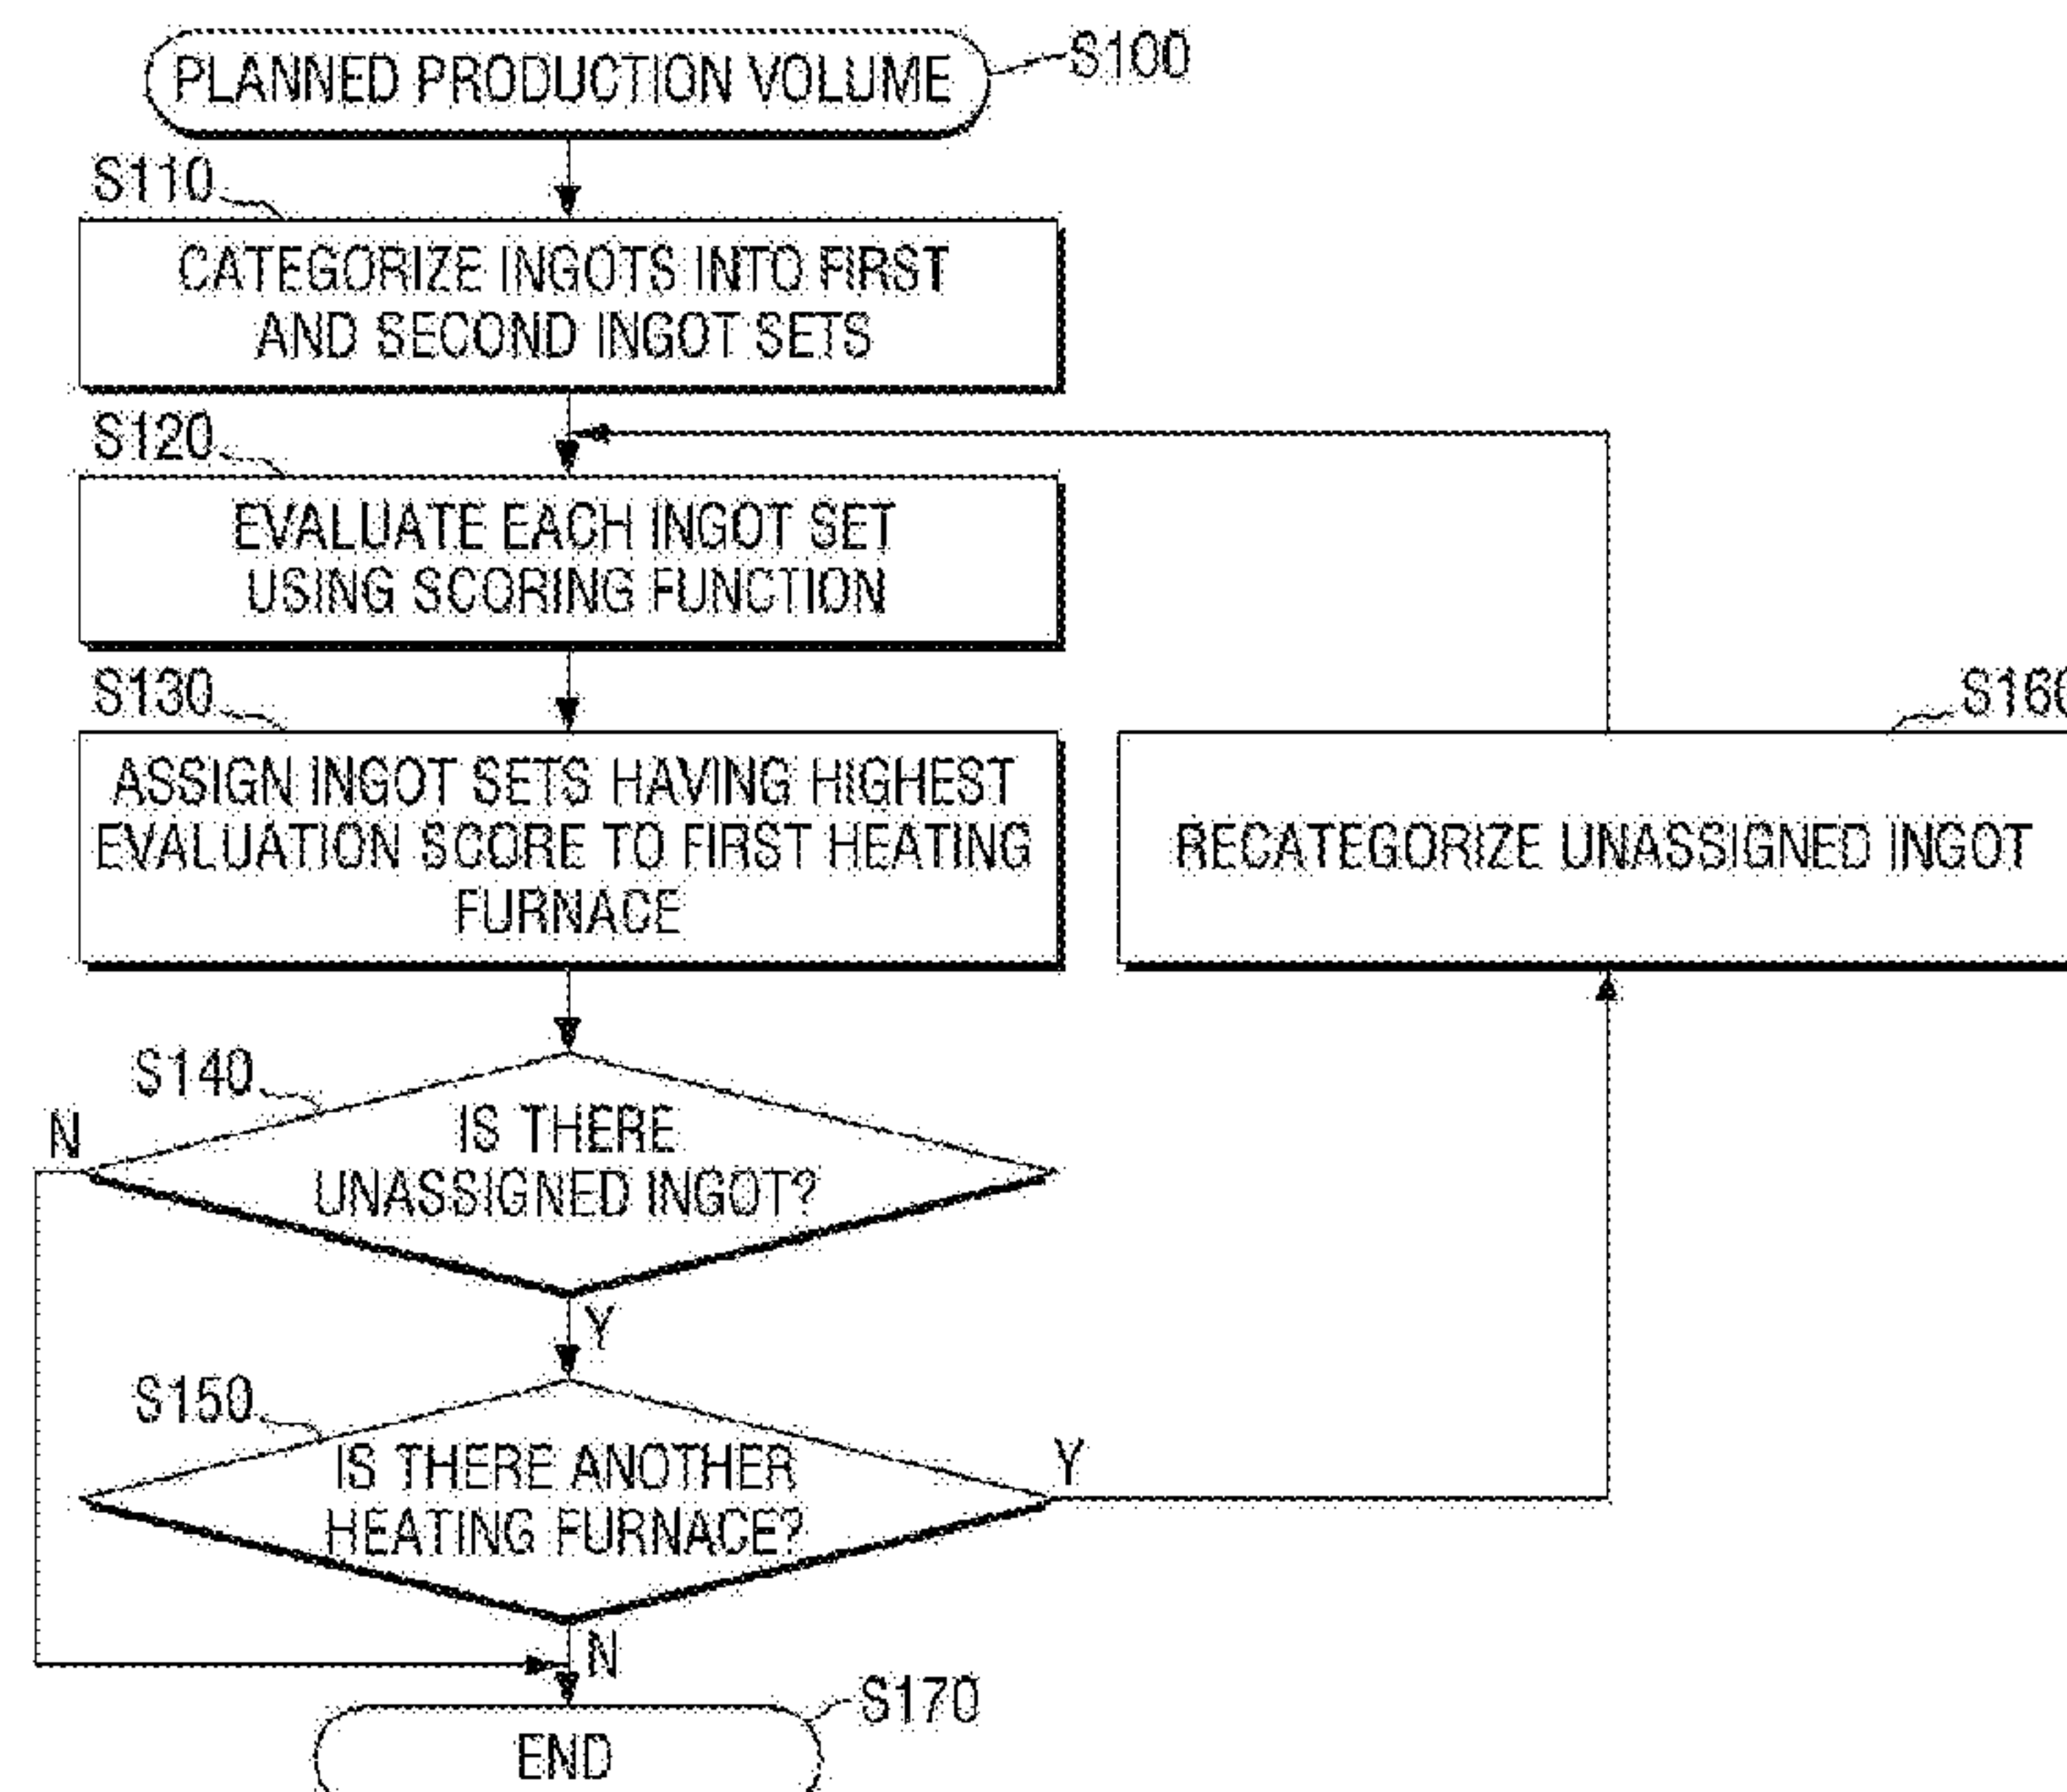 PLANNED PRODUCTION VOLUME
S100
S110
CATEGORIZE INGOTS INTO FIRST
AND SECOND INGOT SETS
S120
EVALUATE EACH INGOT SET
USING SCORING FUNCTION
S130
ASSIGN INGOT SETS HAVING HIGHEST
EVALUATION SCORE TO FIRST HEATING
FURNACE
S160
RECATEGORIZE UNASSIGNED INGOT
S140
N
IS THERE
UNASSIGNED INGOT?
Y
S150
IS THERE ANOTHER
HEATING FURNACE?
Y
N
S170
END